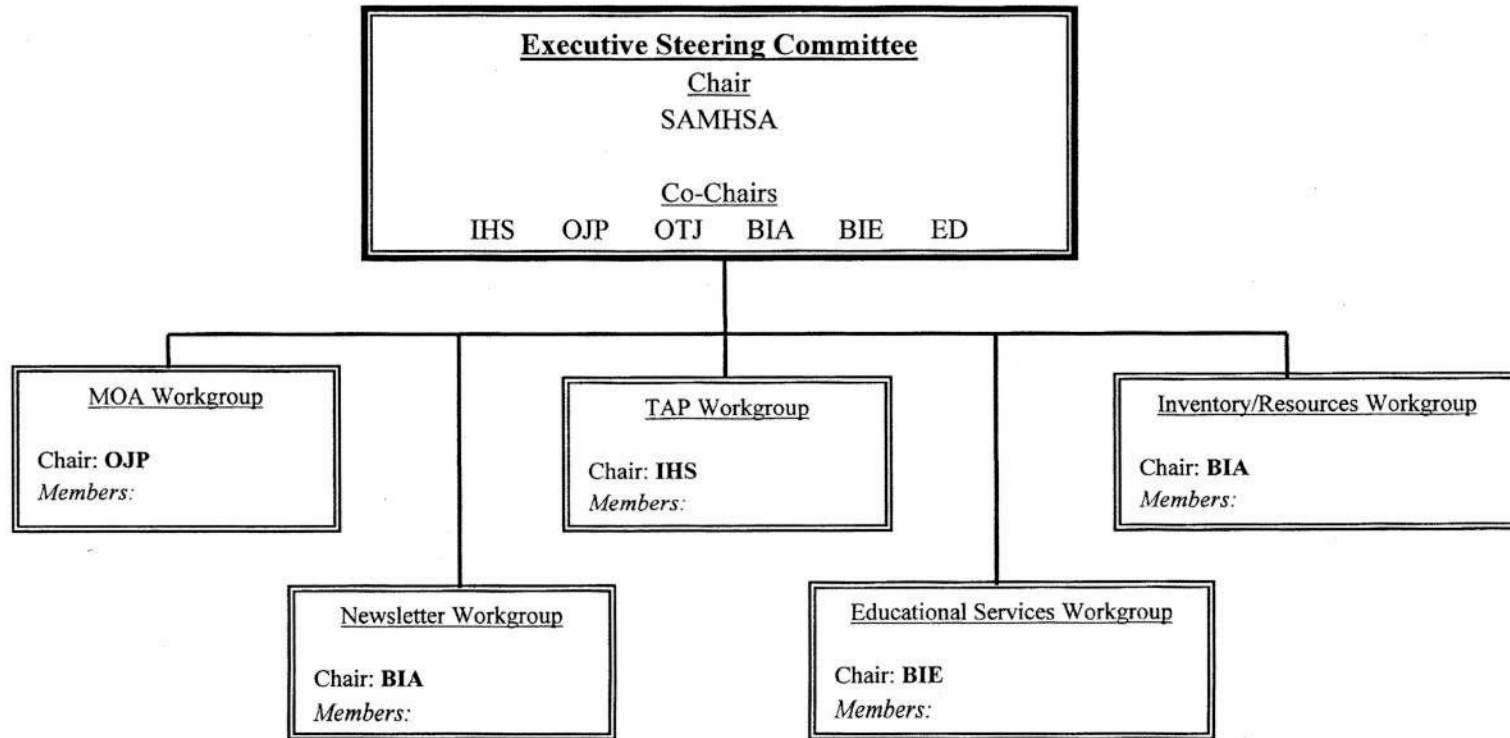 Executive Steering Committee
Chair
SAMHSA
Co-Chairs
IHS OJP OTJ BIA BIE ED
MOA Workgroup
Chair: OJP
Members:
TAP Workgroup
Chair: IHS
Members:
Inventory/Resources Workgroup
Chair: BIA
Members:
Newsletter Workgroup
Chair: BIA
Members:
Educational Services Workgroup
Chair: BIE
Members: